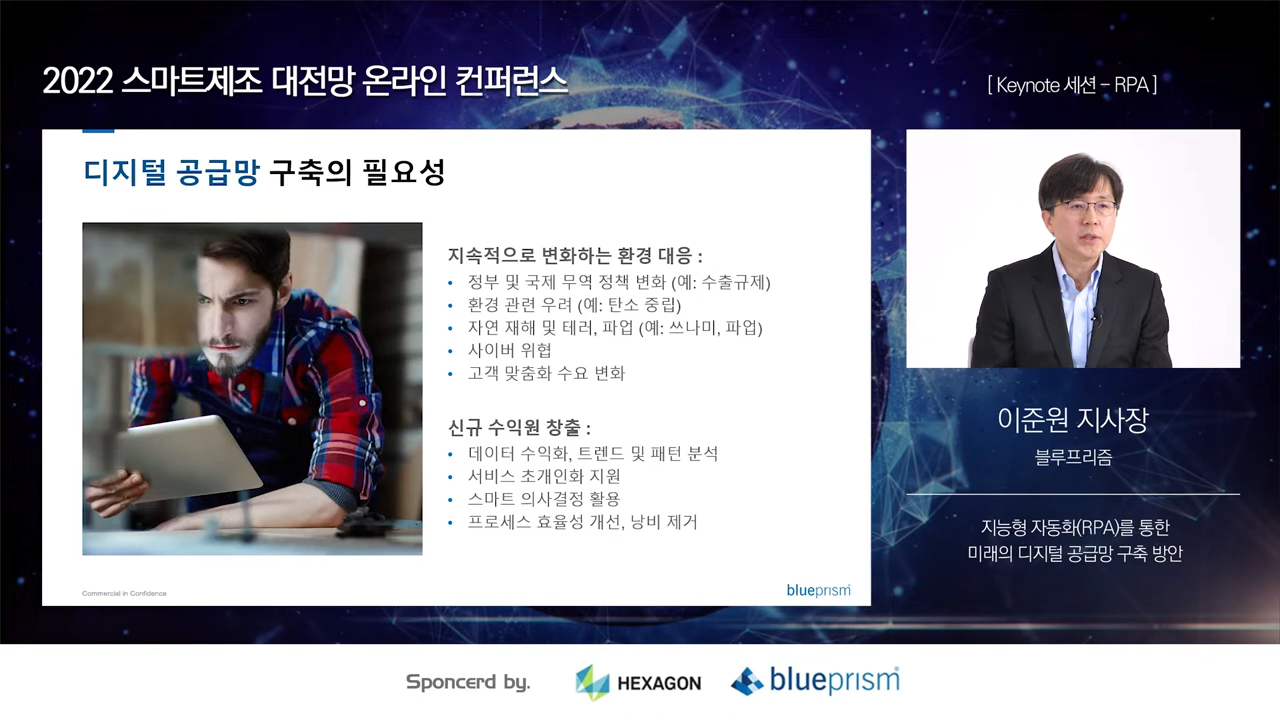 2022 스마트제조 대전망 온라인 컨퍼런스
[ Keynote 세션 - RPA ]
디지털 공급망 구축의 필요성
지속적으로 변화하는 환경 대응 :
• 정부 및 국제 무역 정책 변화 (예: 수출규제)
• 환경 관련 우려 (예: 탄소 중립)
• 자연 재해 및 테러, 파업 (예: 쓰나미, 파업)
• 사이버 위협
• 고객 맞춤화 수요 변화
신규 수익원 창출 :
• 데이터 수익화, 트렌드 및 패턴 분석
• 서비스 초개인화 지원
• 스마트 의사결정 활용
• 프로세스 효율성 개선, 낭비 제거
Commercial in Confidence
blueprism
이준원 지사장
블루프리즘
지능형 자동화(RPA)를 통한
미래의 디지털 공급망 구축 방안
Sponcerd by.
HEXAGON
blueprism